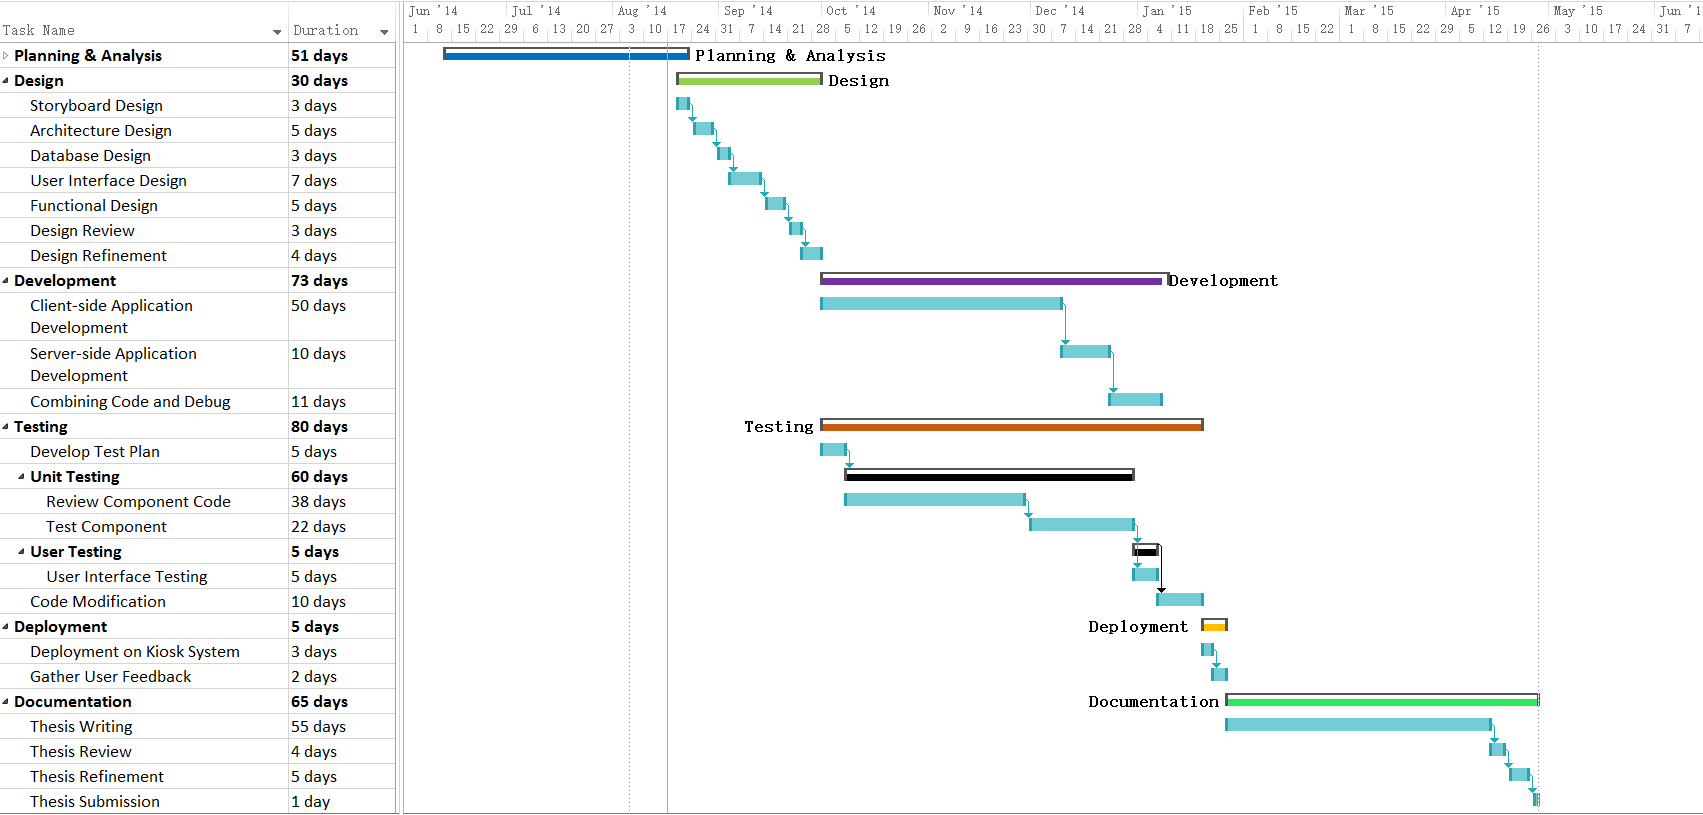 Jun '14 Jul '14 Aug '14 Sep '14 Oct '14 Nov '14 Dec '14 Jan '15 Feb '15 Mar '15 Apr '15 May '15 Jun '1
Task Name Duration 1 8 15 22 29 6 13 20 27 3 10 17 24 31 7 14 21 28 5 12 19 26 2 9 16 23 30 7 14 21 28 4 11 18 25 1 8 15 22 1 8 15 22 29 5 12 19 26 3 10 17 24 31 7
Planning & Analysis 51 days Planning & Analysis
Design 30 days Design
Storyboard Design 3 days
Architecture Design 5 days
Database Design 3 days
User Interface Design 7 days
Functional Design 5 days
Design Review 3 days
Design Refinement 4 days
Development 73 days Development
Client-side Application 50 days
Development
Server-side Application 10 days
Development
Combining Code and Debug 11 days
Testing 80 days Testing
Develop Test Plan 5 days
Unit Testing 60 days
Review Component Code 38 days
Test Component 22 days
User Testing 5 days
User Interface Testing 5 days
Code Modification 10 days
Deployment 5 days Deployment
Deployment on Kiosk System 3 days
Gather User Feedback 2 days
Documentation 65 days Documentation
Thesis Writing 55 days
Thesis Review 4 days
Thesis Refinement 5 days
Thesis Submission 1 day